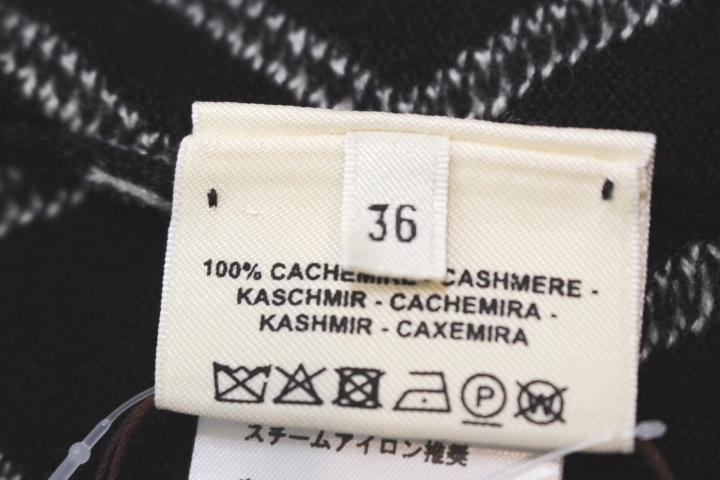 36
100% CACHEMIRE - CASHMERE -
KASCHMIR - CACHEMIRA -
KASHMIR - CAXEMIRA
P
W
スチームアイロン推奨